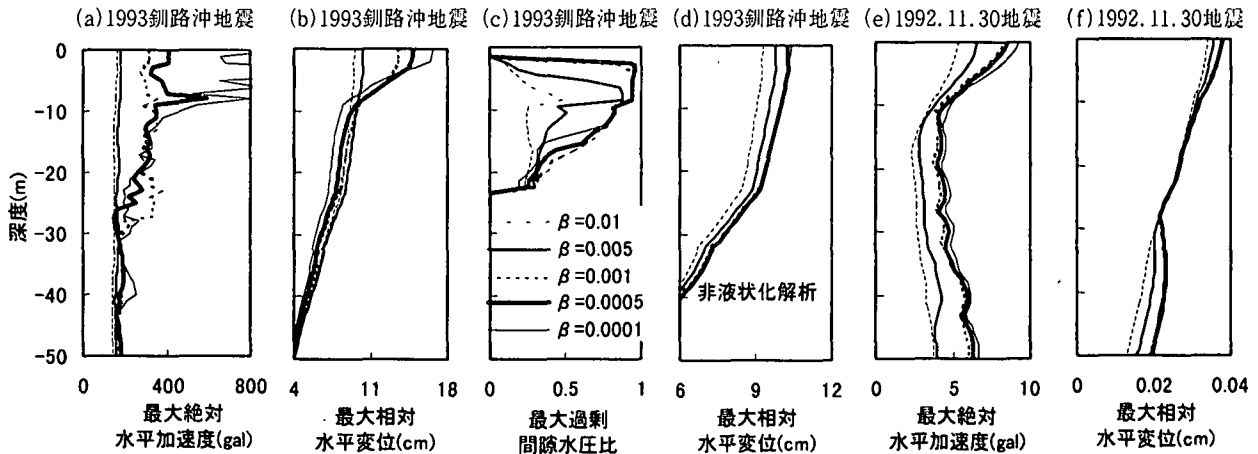 (a)1993釧路沖地震
(b)1993釧路沖地震
(c)1993釧路沖地震
(d)1993釧路沖地震
(e)1992.11.30地震
(f)1992.11.30地震
深度(m)
0
-10
-20
-30
-40
-50
0
400
800
最大絶対
水平加速度(gal)
4
11
18
最大相対
水平変位(cm)
β=0.01
β=0.005
β=0.001
β=0.0005
β=0.0001
0
0.5
1
最大過剰
間隙水圧比
非液状化解析
6
9
12
最大相対
水平変位(cm)
0
5
10
最大絶対
水平加速度(gal)
0
0.02
0.04
最大相対
水平変位(cm)